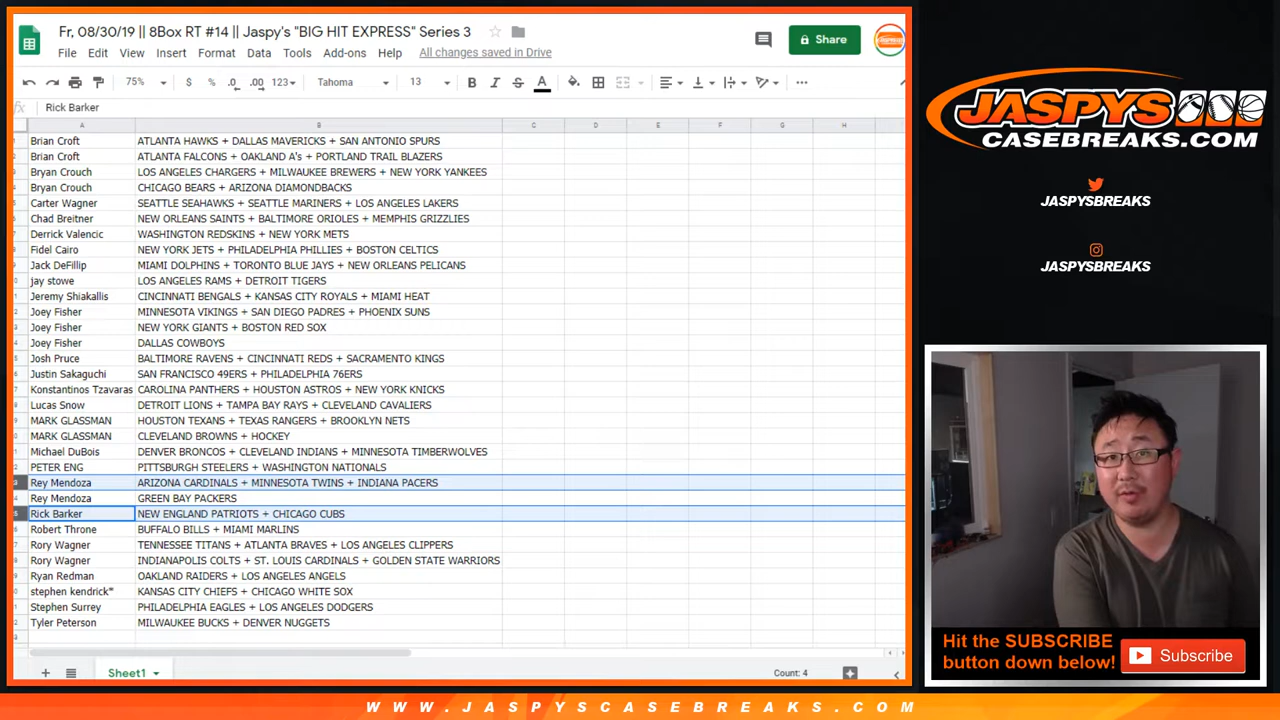 Fr, 08/30/19 || 8Box RT #14 || Jaspy's "BIG HIT EXPRESS" Series 3
File Edit View Insert Format Data Tools Add-ons Help All changes saved in Drive
Share
75% $ % .0 .00 123 Tahoma 13 B I S A
fx Rick Barker
A B C D E F G H
Brian Croft ATLANTA HAWKS + DALLAS MAVERICKS + SAN ANTONIO SPURS
Brian Croft ATLANTA FALCONS + OAKLAND A's + PORTLAND TRAIL BLAZERS
Bryan Crouch LOS ANGELES CHARGERS + MILWAUKEE BREWERS + NEW YORK YANKEES
Bryan Crouch CHICAGO BEARS + ARIZONA DIAMONDBACKS
Carter Wagner SEATTLE SEAHAWKS + SEATTLE MARINERS + LOS ANGELES LAKERS
Chad Breitner NEW ORLEANS SAINTS + BALTIMORE ORIOLES + MEMPHIS GRIZZLIES
Derrick Valencic WASHINGTON REDSKINS + NEW YORK METS
Fidel Cairo NEW YORK JETS + PHILADELPHIA PHILLIES + BOSTON CELTICS
Jack DeFillip MIAMI DOLPHINS + TORONTO BLUE JAYS + NEW ORLEANS PELICANS
jay stowe LOS ANGELES RAMS + DETROIT TIGERS
Jeremy Shiakallis CINCINNATI BENGALS + KANSAS CITY ROYALS + MIAMI HEAT
Joey Fisher MINNESOTA VIKINGS + SAN DIEGO PADRES + PHOENIX SUNS
Joey Fisher NEW YORK GIANTS + BOSTON RED SOX
Joey Fisher DALLAS COWBOYS
Josh Pruce BALTIMORE RAVENS + CINCINNATI REDS + SACRAMENTO KINGS
Justin Sakaguchi SAN FRANCISCO 49ERS + PHILADELPHIA 76ERS
Konstantinos Tzavaras CAROLINA PANTHERS + HOUSTON ASTROS + NEW YORK KNICKS
Lucas Snow DETROIT LIONS + TAMPA BAY RAYS + CLEVELAND CAVALIERS
MARK GLASSMAN HOUSTON TEXANS + TEXAS RANGERS + BROOKLYN NETS
MARK GLASSMAN CLEVELAND BROWNS + HOCKEY
Michael DuBois DENVER BRONCOS + CLEVELAND INDIANS + MINNESOTA TIMBERWOLVES
PETER ENG PITTSBURGH STEELERS + WASHINGTON NATIONALS
Rey Mendoza ARIZONA CARDINALS + MINNESOTA TWINS + INDIANA PACERS
Rey Mendoza GREEN BAY PACKERS
Rick Barker NEW ENGLAND PATRIOTS + CHICAGO CUBS
Robert Throne BUFFALO BILLS + MIAMI MARLINS
Rory Wagner TENNESSEE TITANS + ATLANTA BRAVES + LOS ANGELES CLIPPERS
Rory Wagner INDIANAPOLIS COLTS + ST. LOUIS CARDINALS + GOLDEN STATE WARRIORS
Ryan Redman OAKLAND RAIDERS + LOS ANGELES ANGELS
stephen kendrick* KANSAS CITY CHIEFS + CHICAGO WHITE SOX
Stephen Surrey PHILADELPHIA EAGLES + LOS ANGELES DODGERS
Tyler Peterson MILWAUKEE BUCKS + DENVER NUGGETS
Sheet1
Count: 4
JASPYS
CASEBREAKS.COM
JASPYSBREAKS
JASPYSBREAKS
Hit the SUBSCRIBE
button down below!
Subscribe
WWW.JASPYSCASEBREAKS.COM